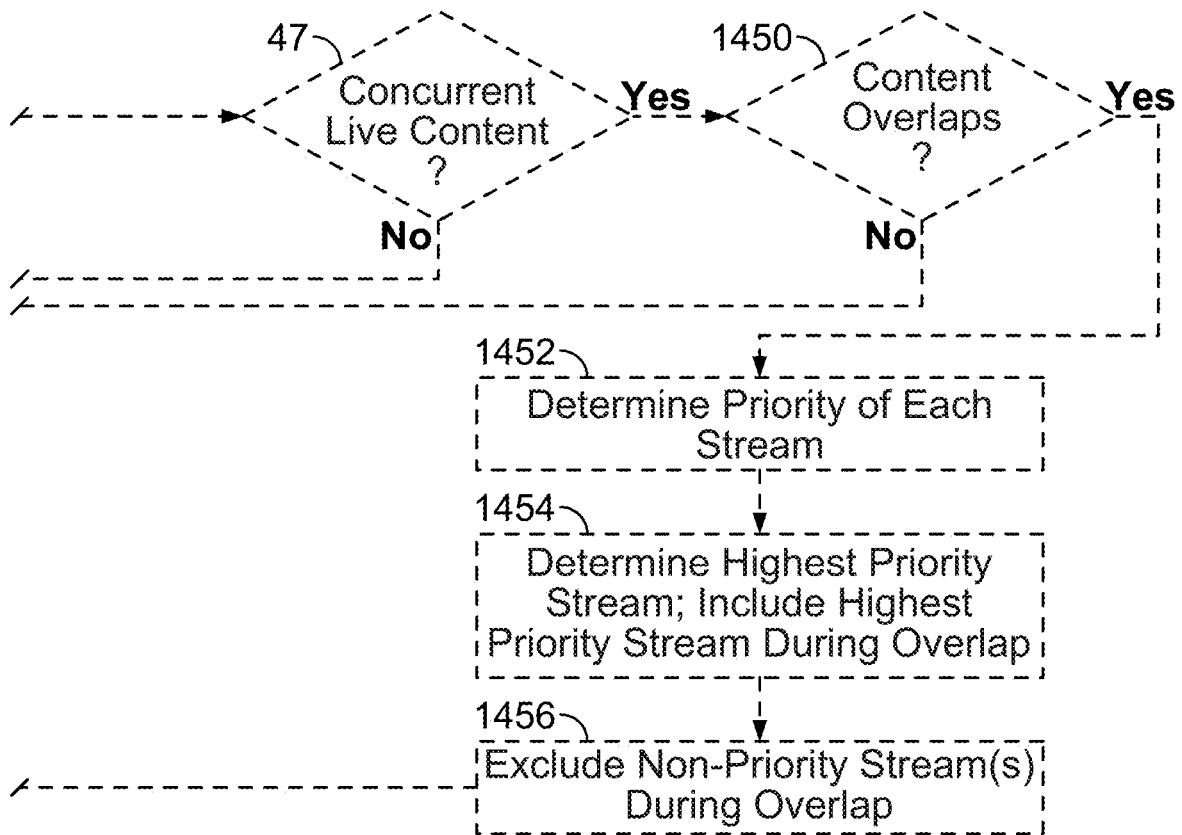 47
Concurrent
Live Content
?
Yes
No
1450
Content
Overlaps
?
Yes
No
1452
Determine Priority of Each
Stream
1454
Determine Highest Priority
Stream; Include Highest
Priority Stream During Overlap
1456
Exclude Non-Priority Stream(s)
During Overlap